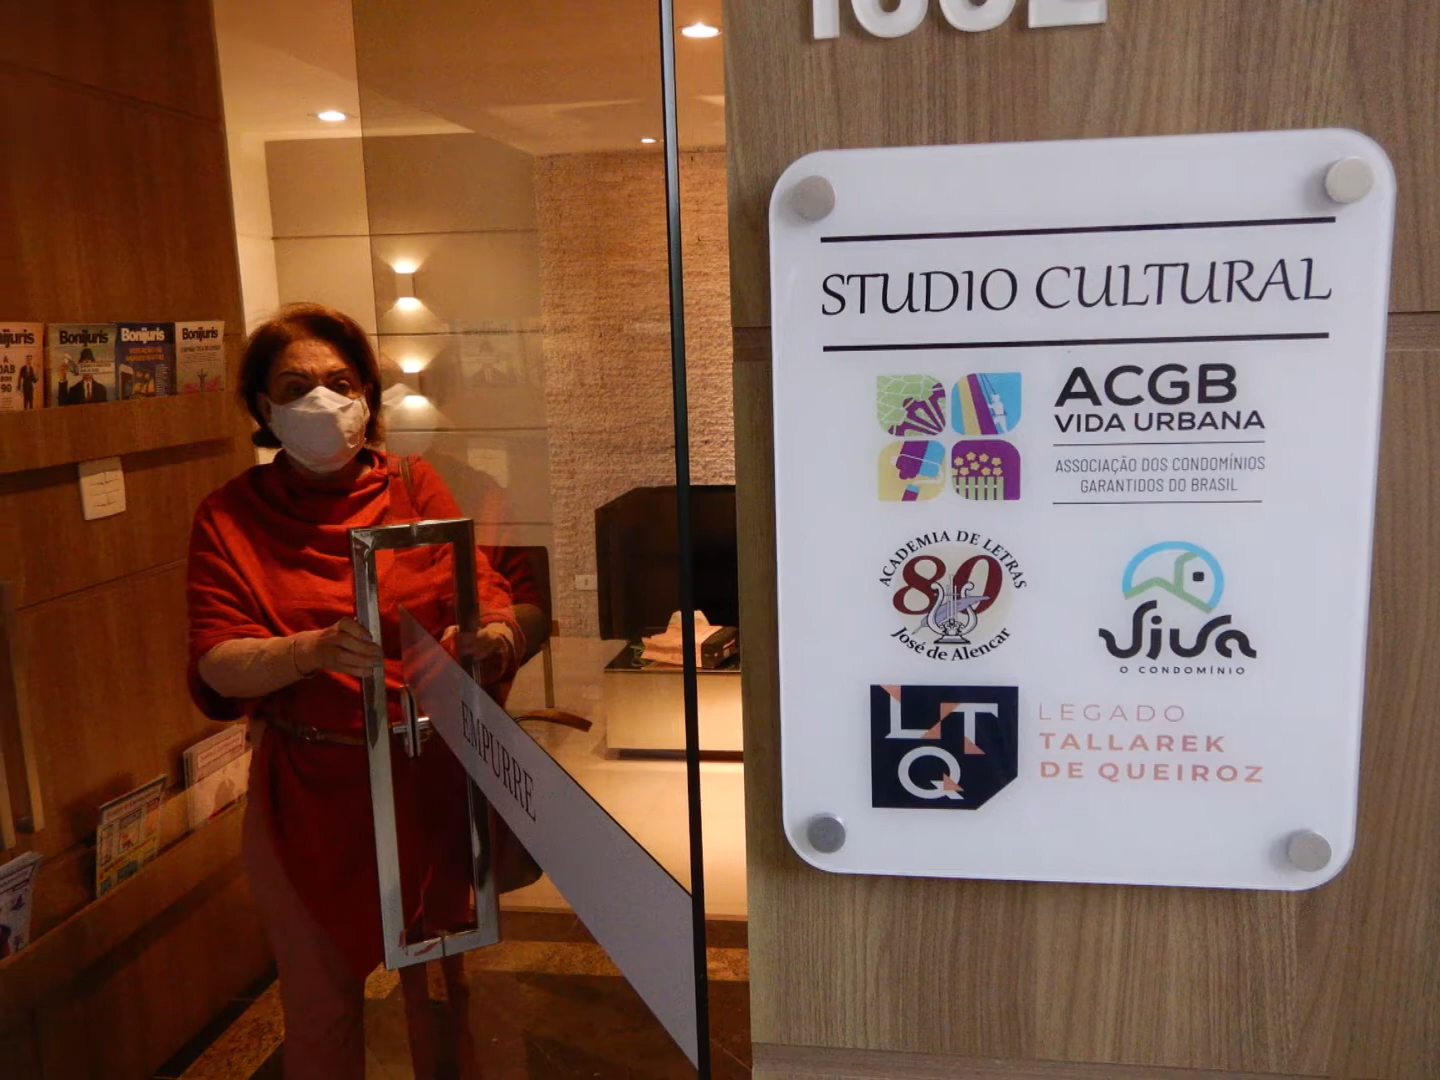 STUDIO CULTURAL
ACGB
VIDA URBANA
ASSOCIAÇÃO DOS CONDOMÍNIOS
GARANTIDOS DO BRASIL
ACADEMIA DE LETRAS
80
José de Alencar
Viva
O CONDOMÍNIO
LTQ
LEGADO
TALLAREK
DE QUEIROZ
Bonijuris
Bonijuris
Bonijuris
EMPURRE